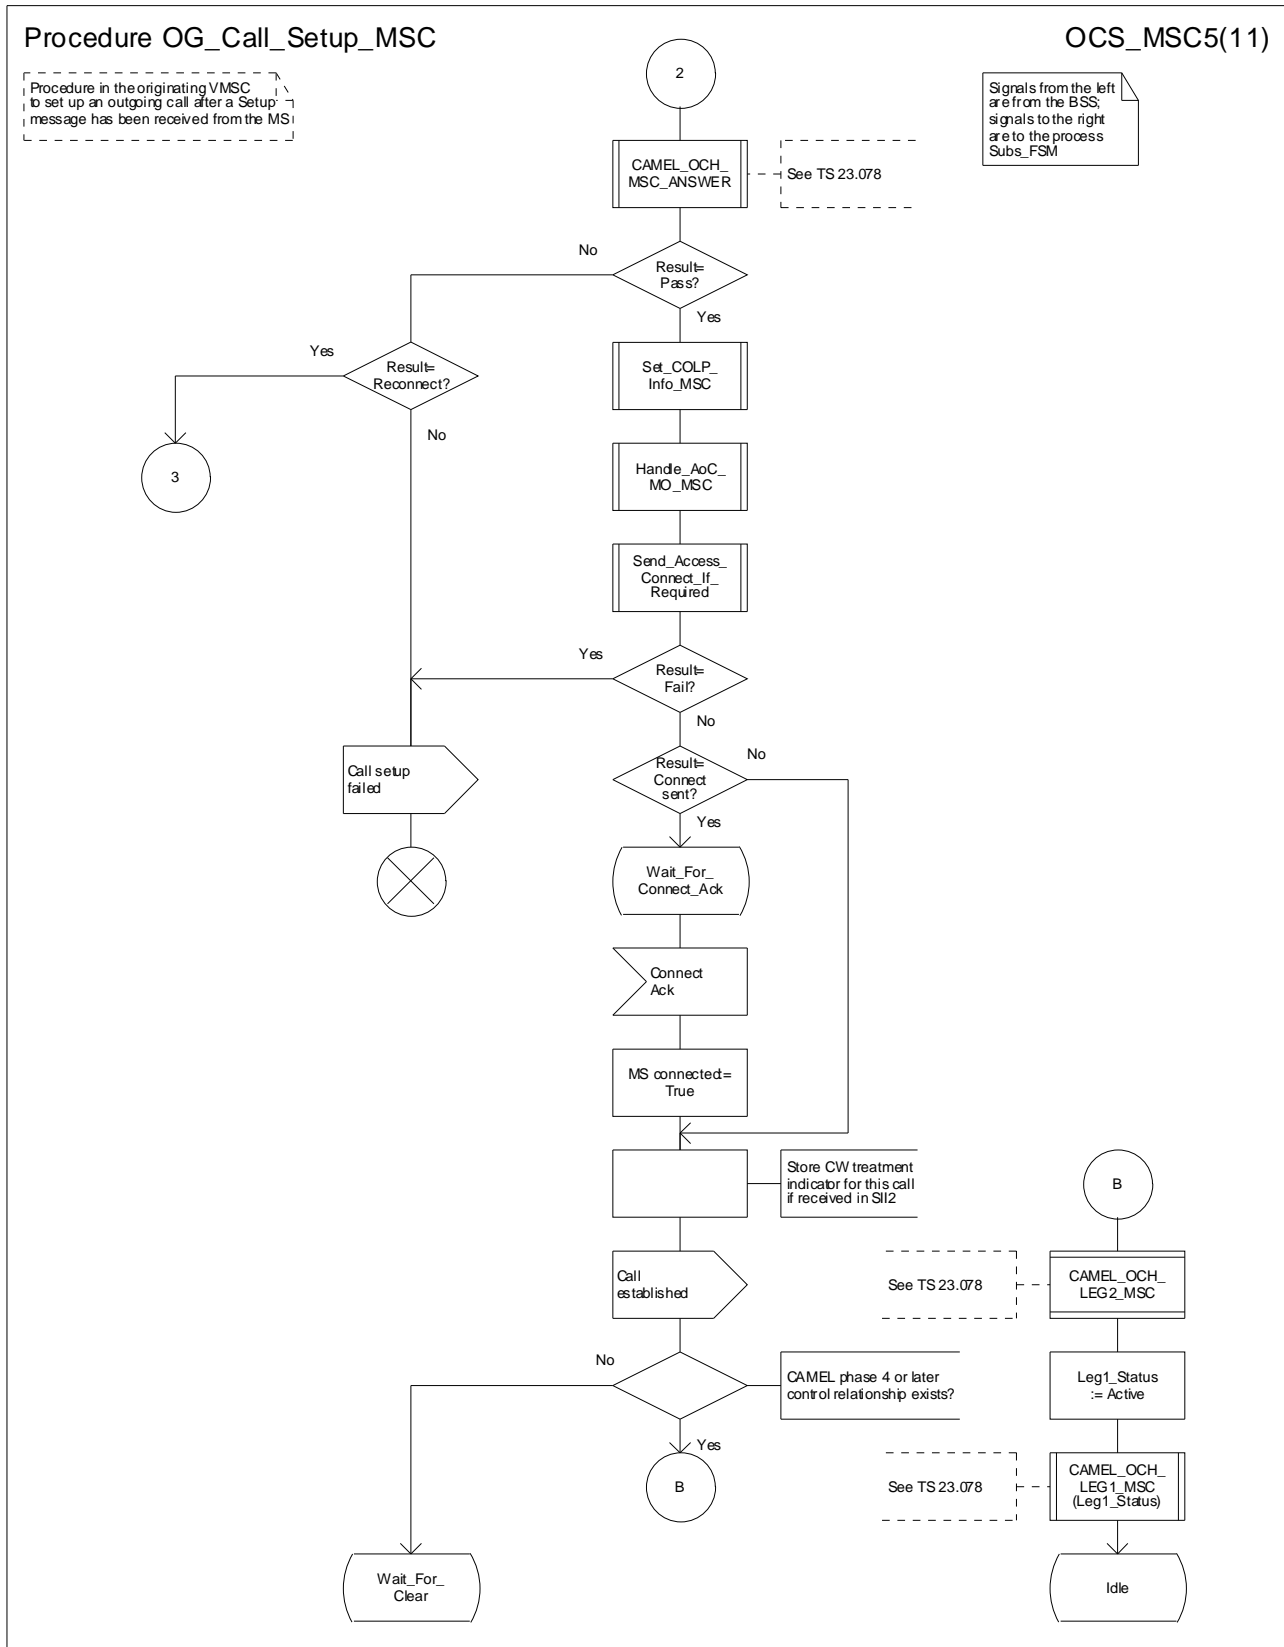 Procedure OG_Call_Setup_MSC
OCS_MSC5(11)
Procedure in the originating VMSC
to set up an outgoing call after a Setup
message has been received from the MS
2
Signals from the left
are from the BSS;
signals to the right
are to the process
Subs_FSM
CAMEL_OCH_
MSC_ANSWER
See TS 23.078
No
Result=
Pass?
Yes
Yes
Result=
Reconnect?
No
Set_COLP_
Info_MSC
3
Handle_AoC_
MO_MSC
Send_Access_
Connect_If_
Required
Yes
Result=
Fail?
No
Call setup
failed
Result=
Connect
sent?
No
Yes
Wait_For_
Connect_Ack
Connect
Ack
MS connected:=
True
Store CW treatment
indicator for this call
if received in SII2
B
Call
established
See TS 23.078
CAMEL_OCH_
LEG2_MSC
No
CAMEL phase 4 or later
control relationship exists?
Leg1_Status
:= Active
Yes
B
See TS 23.078
CAMEL_OCH_
LEG1_MSC
(Leg1_Status)
Wait_For_
Clear
Idle